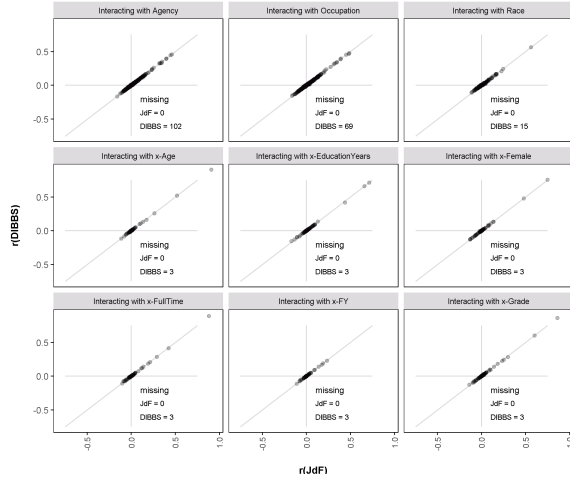 Interacting with Agency
Interacting with Occupation
Interacting with Race
0.5
0.0
-0.5
missing
JdF = 0
DIBBS = 102
missing
JdF = 0
DIBBS = 69
missing
JdF = 0
DIBBS = 15
Interacting with x-Age
Interacting with x-EducationYears
Interacting with x-Female
r(DIBBS)
0.5
0.0
-0.5
missing
JdF = 0
DIBBS = 3
missing
JdF = 0
DIBBS = 3
missing
JdF = 0
DIBBS = 3
Interacting with x-FullTime
Interacting with x-FY
Interacting with x-Grade
0.5
0.0
-0.5
missing
JdF = 0
DIBBS = 3
missing
JdF = 0
DIBBS = 3
missing
JdF = 0
DIBBS = 3
-0.5
0.0
0.5
1.0
-0.5
0.0
0.5
1.0
-0.5
0.0
0.5
1.0
r(JdF)